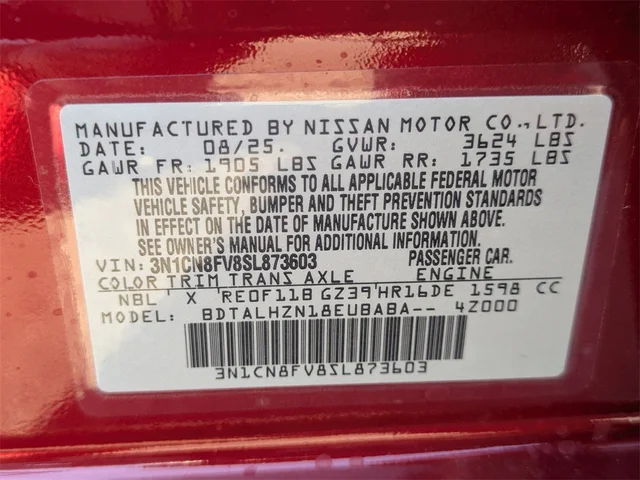 MANUFACTURED BY NISSAN MOTOR CO.,LTD.
DATE: 08/25. GVWR: 3624 LBS
GAWR FR: 1905 LBS GAWR RR: 1735 LBS
THIS VEHICLE CONFORMS TO ALL APPLICABLE FEDERAL MOTOR
VEHICLE SAFETY, BUMPER AND THEFT PREVENTION STANDARDS
IN EFFECT ON THE DATE OF MANUFACTURE SHOWN ABOVE.
SEE OWNER'S MANUAL FOR ADDITIONAL INFORMATION.
VIN: 3N1CN8FV8SL873603 PASSENGER CAR.
COLOR TRIM TRANS AXLE ENGINE
NBL X RE0F11B GZ39 HR16DE 1598 CC
MODEL: BDTALHZN18EUBABA-- 4Z000
3N1CN8FV8SL873603